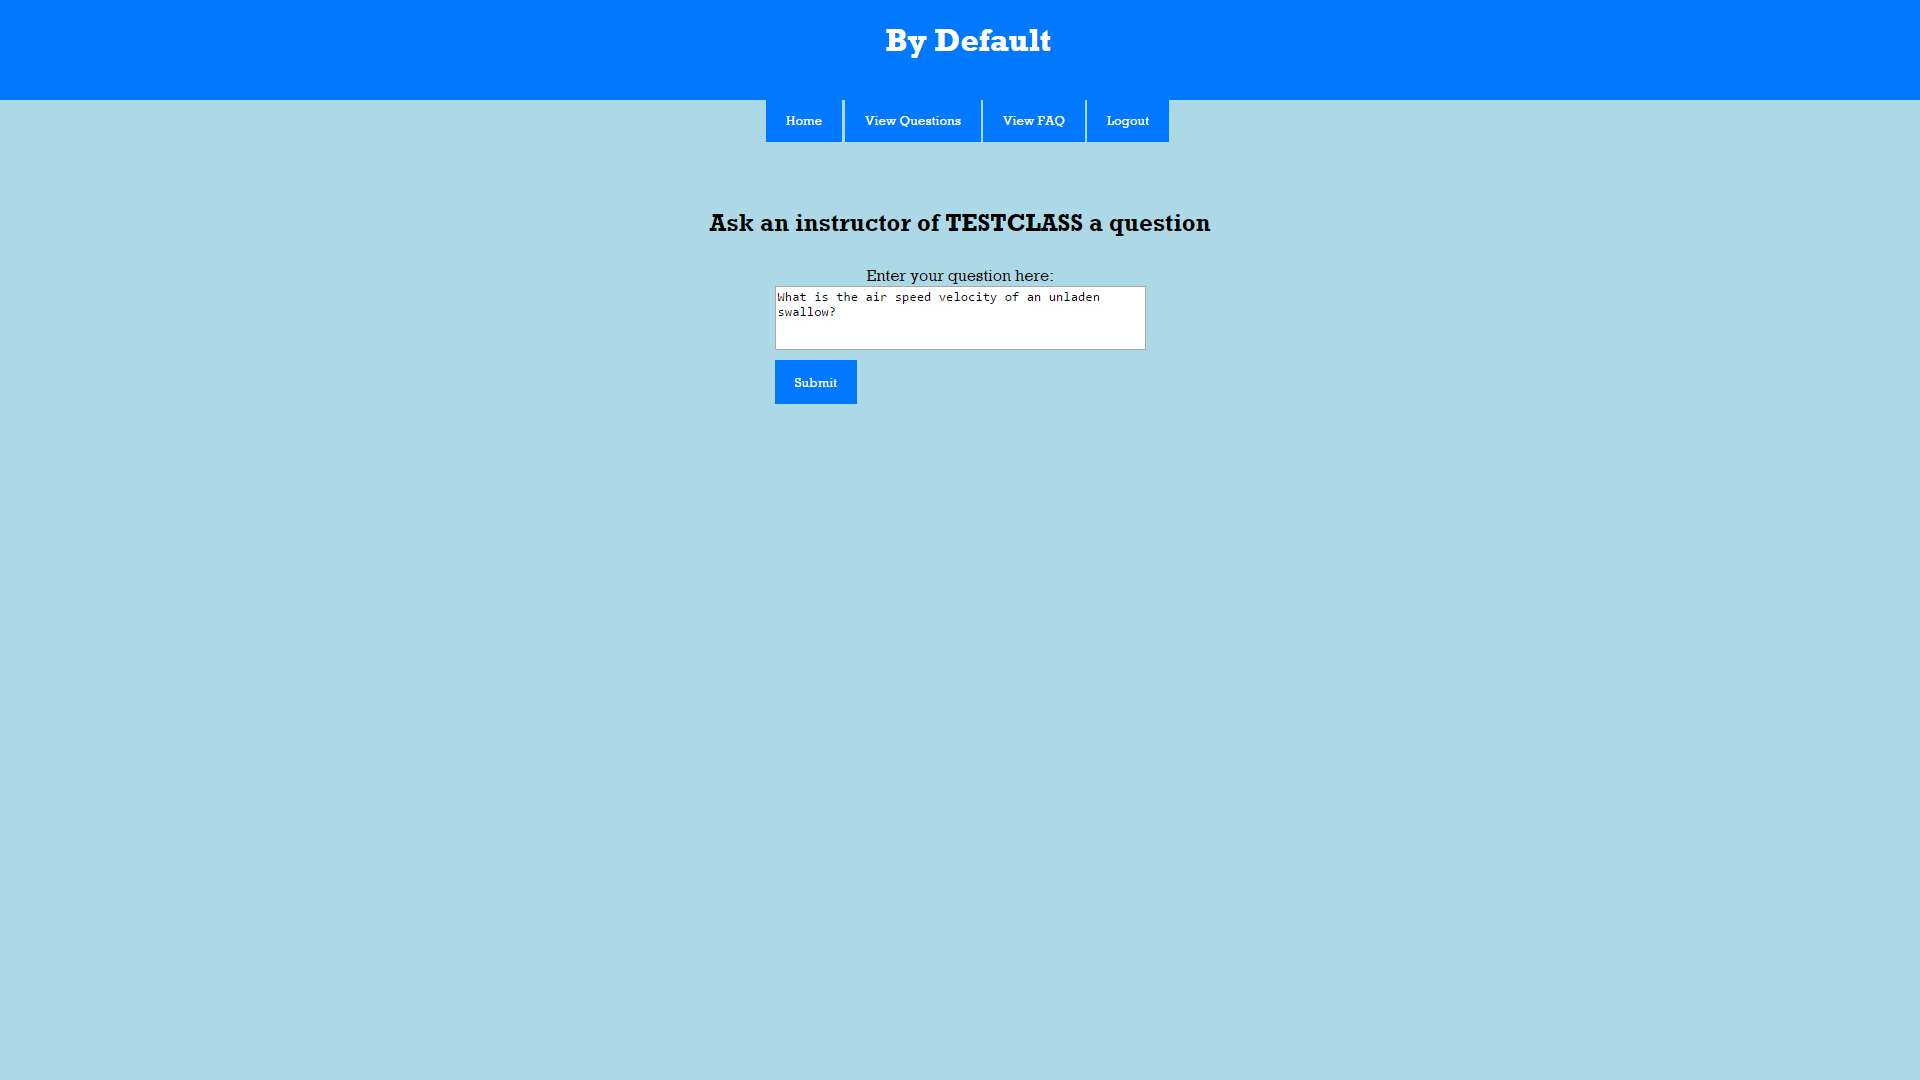 By Default
Home View Questions View FAQ Logout
Ask an instructor of TESTCLASS a question
Enter your question here:
What is the air speed velocity of an unladen
swallow?
Submit